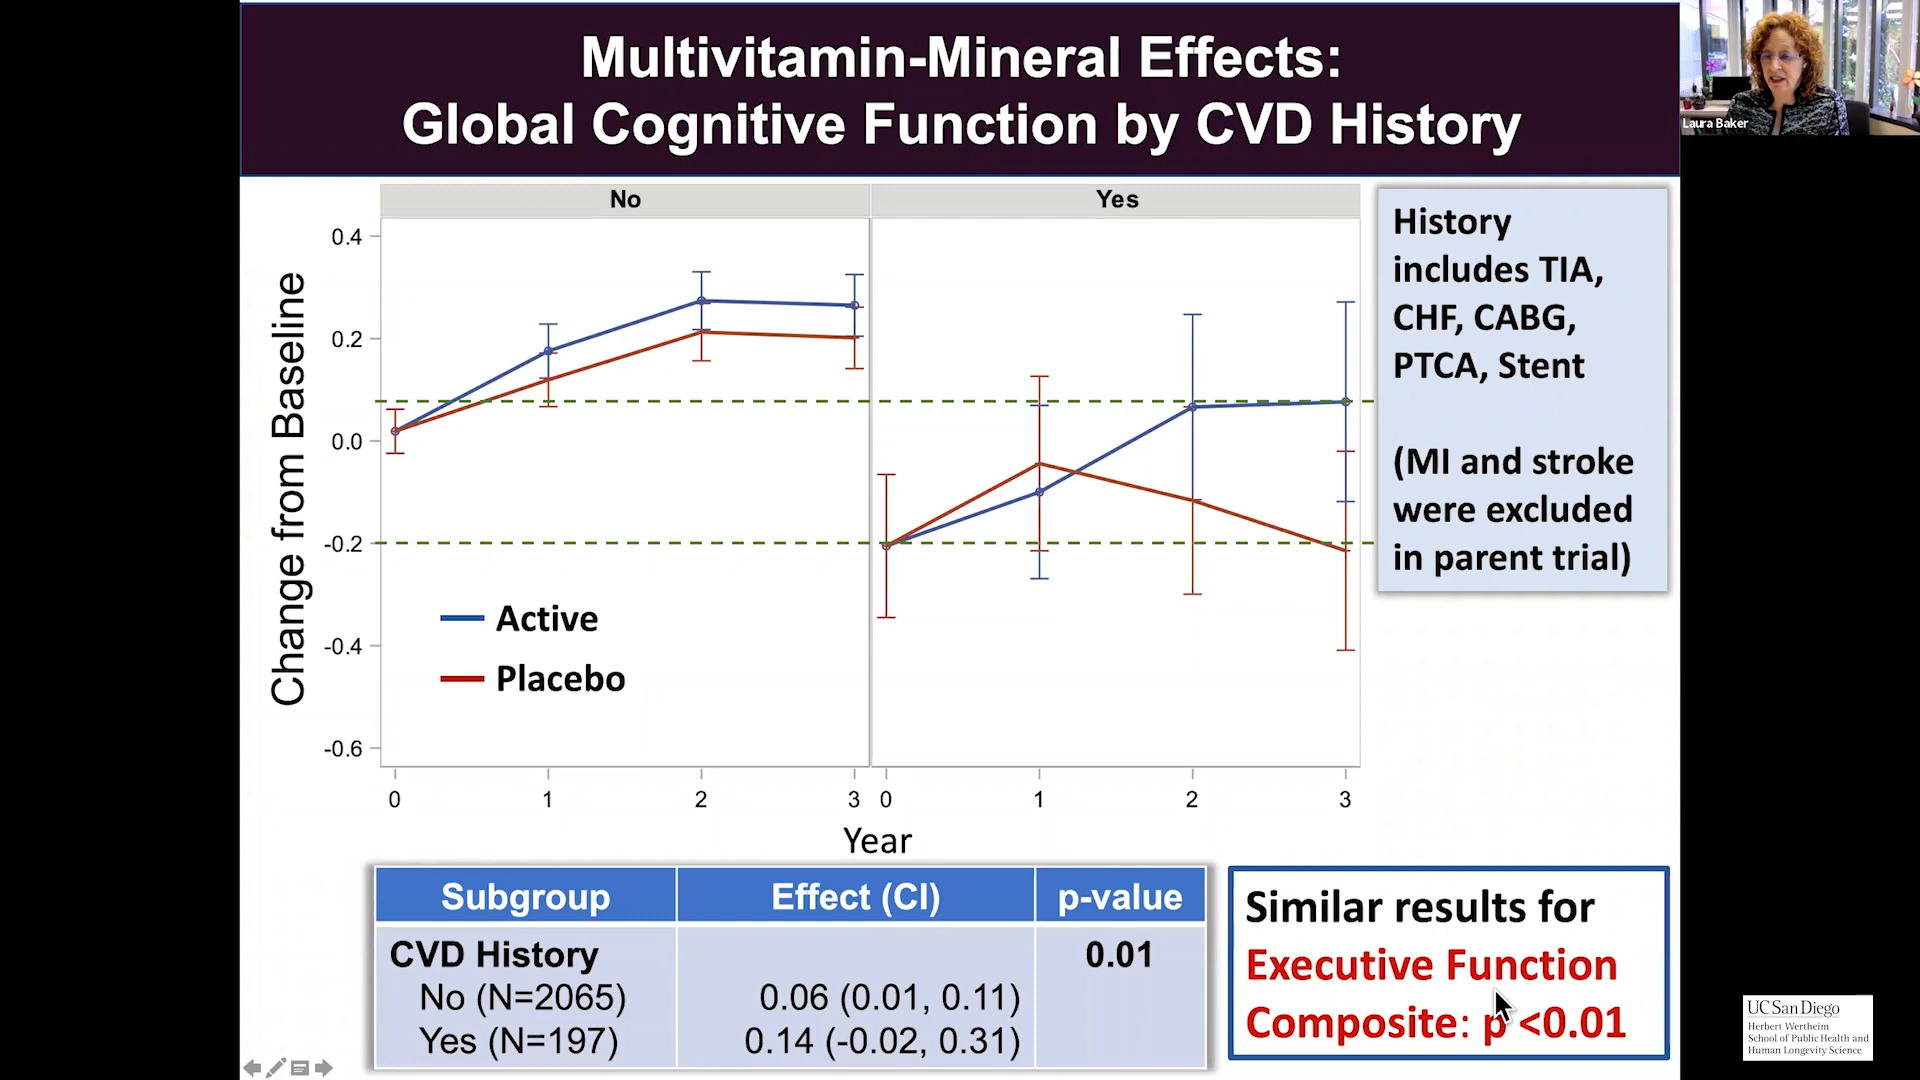 Multivitamin-Mineral Effects:
Global Cognitive Function by CVD History
Laura Baker
No
Yes
0.4
0.2
0.0
-0.2
-0.4
-0.6
Change from Baseline
Active
Placebo
0 1 2 3 0 1 2 3
Year
History
includes TIA,
CHF, CABG,
PTCA, Stent
(MI and stroke
were excluded
in parent trial)
Subgroup Effect (CI) p-value
CVD History 0.01
No (N=2065) 0.06 (0.01, 0.11)
Yes (N=197) 0.14 (-0.02, 0.31)
Similar results for
Executive Function
Composite: p <0.01
UC San Diego
Herbert Wertheim
School of Public Health and
Human Longevity Science